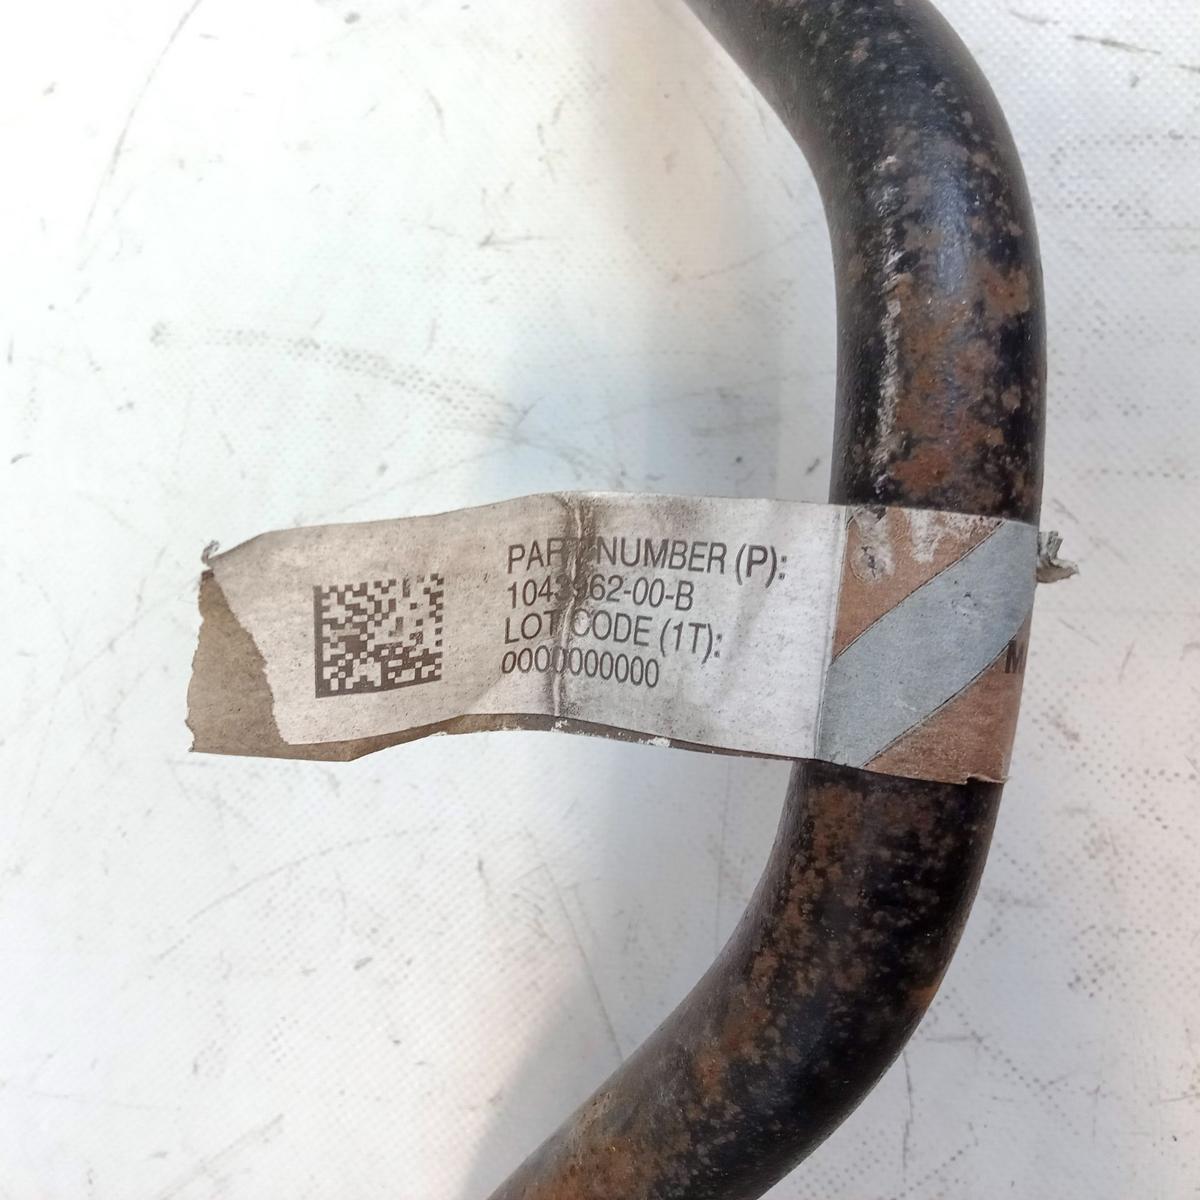 PART NUMBER (P):
1043962-00-B
LOT CODE (1T):
0000000000
M